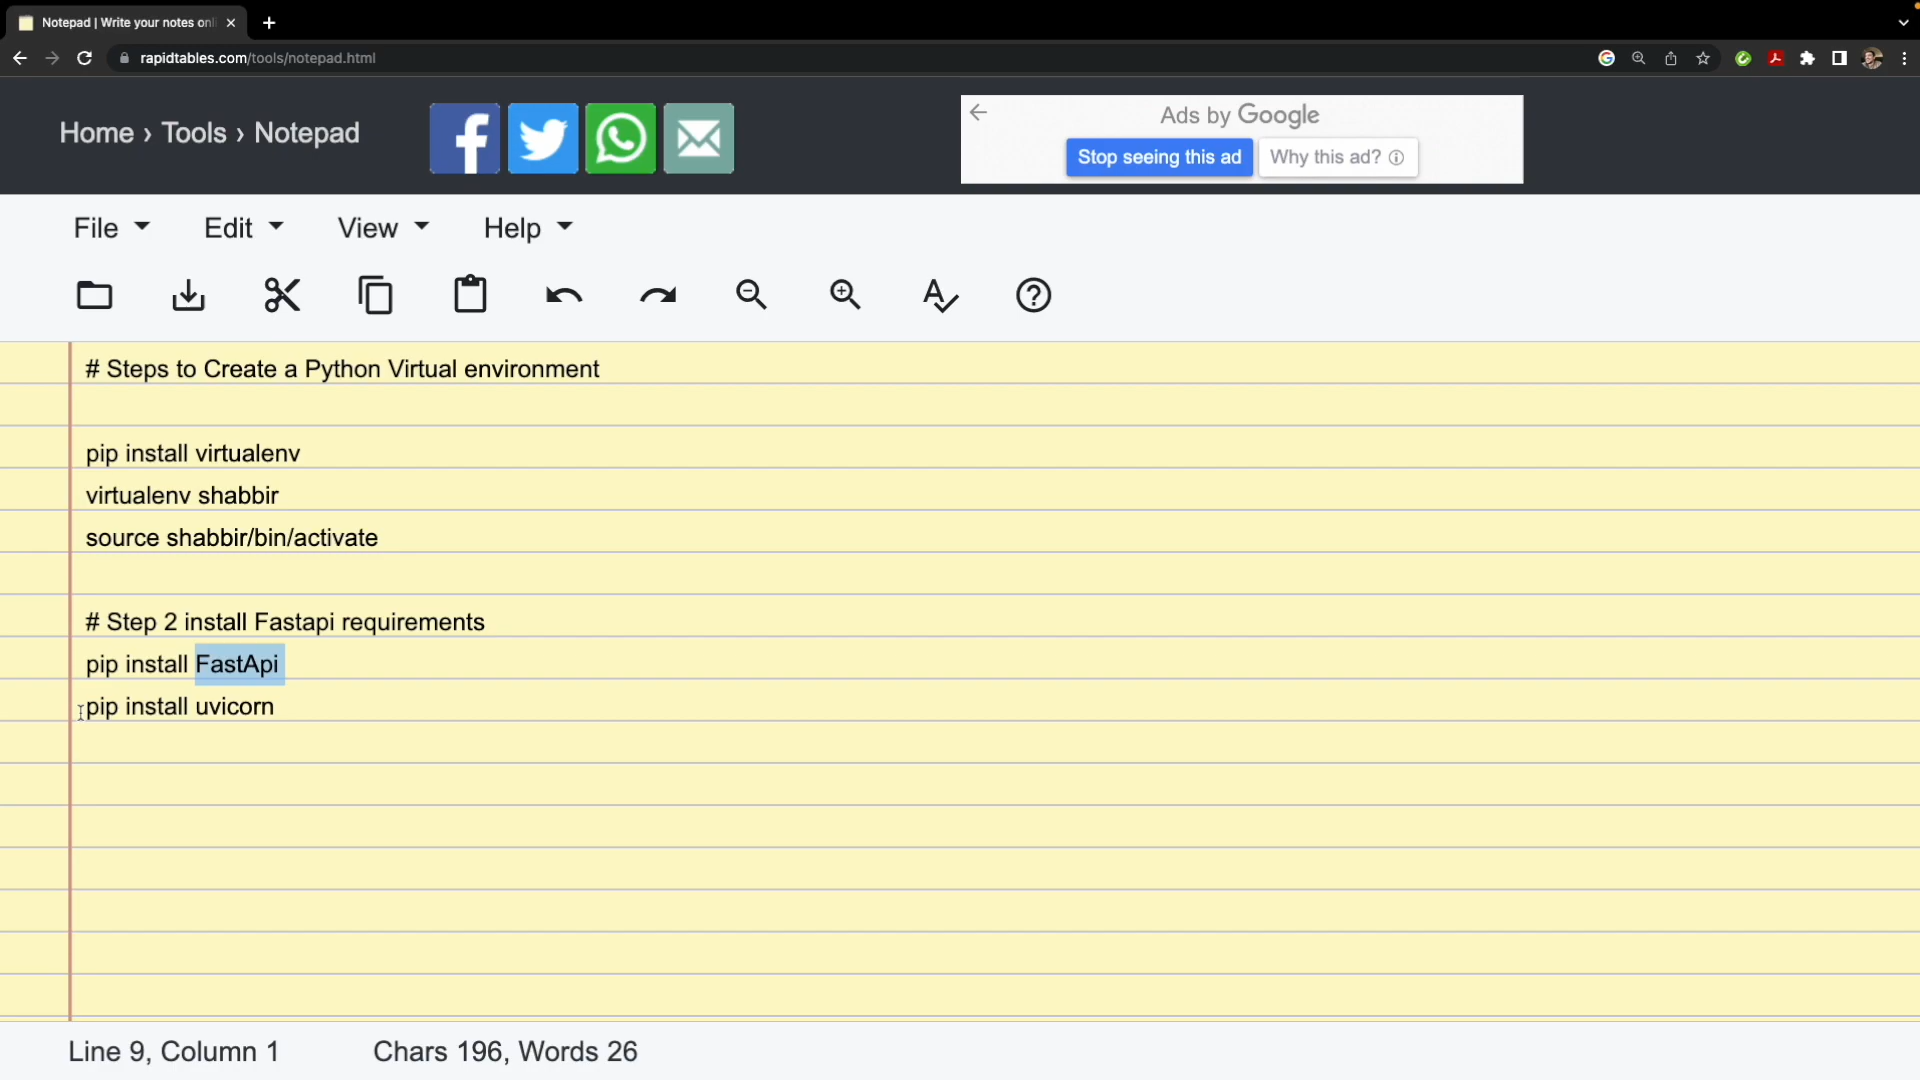 Notepad | Write your notes onl
rapidtables.com/tools/notepad.html
Home › Tools › Notepad
Ads by Google
Stop seeing this ad
Why this ad?
File
Edit
View
Help
# Steps to Create a Python Virtual environment
pip install virtualenv
virtualenv shabbir
source shabbir/bin/activate
# Step 2 install Fastapi requirements
pip install FastApi
pip install uvicorn
Line 9, Column 1
Chars 196, Words 26